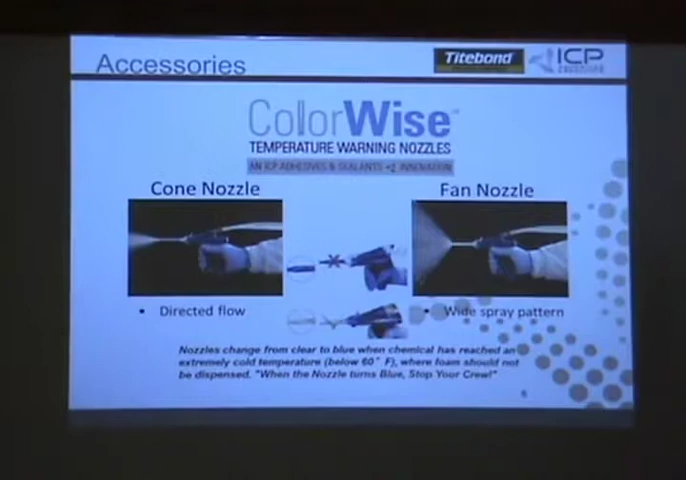 Accessories
Titebond
ICP
ColorWise™
TEMPERATURE WARNING NOZZLES
AN ICP ADHESIVES & SEALANTS INNOVATION
Cone Nozzle
Fan Nozzle
• Directed flow
• Wide spray pattern
Nozzles change from clear to blue when chemical has reached an
extremely cold temperature (below 60° F), where foam should not
be dispensed. "When the Nozzle turns Blue, Stop Your Crew!"